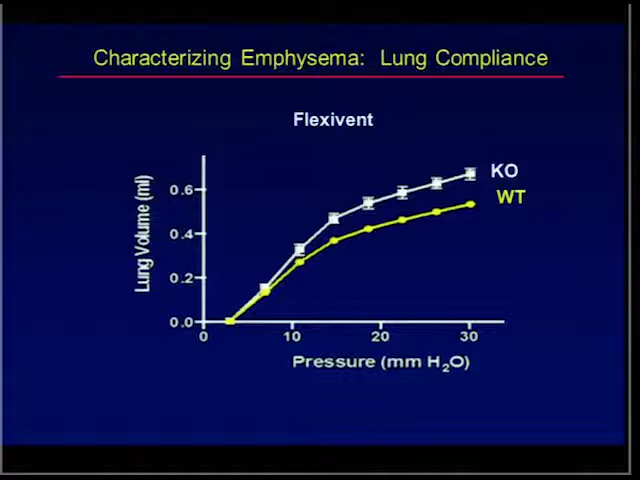 Characterizing Emphysema: Lung Compliance
Flexivent
KO
WT
Lung Volume (ml)
0.6
0.4
0.2
0.0
0 10 20 30
Pressure (mm H₂O)